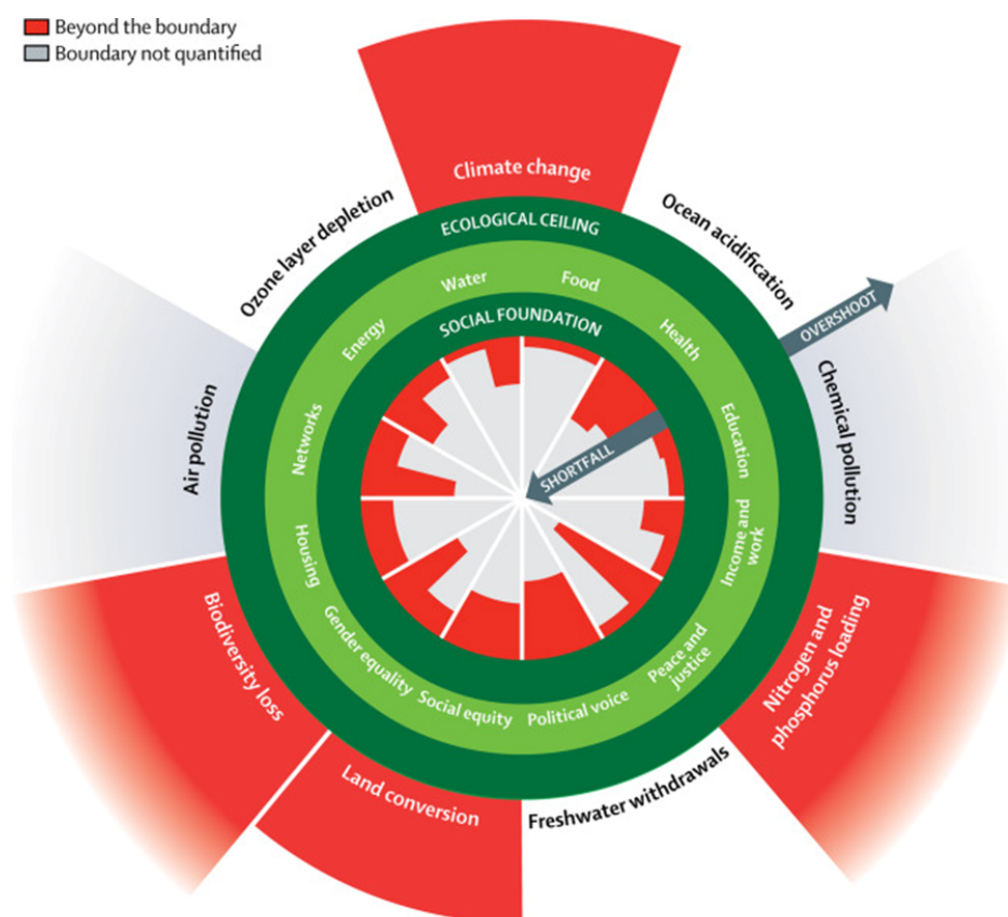 Beyond the boundary
Boundary not quantified
Climate change
ECOLOGICAL CEILING
Ozone layer depletion
Ocean acidification
Water
Food
Energy
SOCIAL FOUNDATION
Health
OVERSHOOT
Networks
Education
Air pollution
Chemical pollution
SHORTFALL
Housing
Income and
work
Gender equality
Social equity
Political voice
Peace and
justice
Biodiversity loss
Nitrogen and
phosphorus loading
Land conversion
Freshwater withdrawals